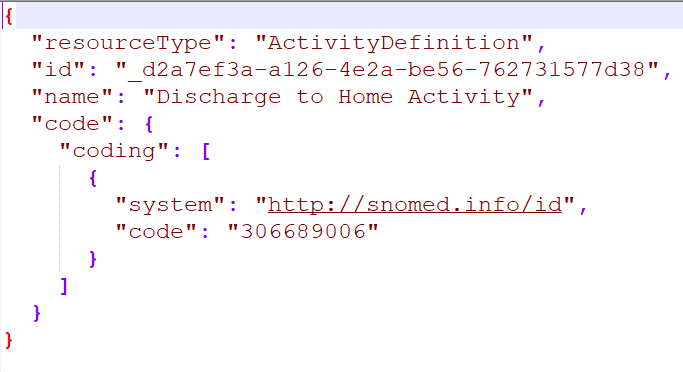 {
"resourceType": "ActivityDefinition",
"id": "_d2a7ef3a-a126-4e2a-be56-762731577d38",
"name": "Discharge to Home Activity",
"code": {
"coding": [
{
"system": "http://snomed.info/id",
"code": "306689006"
}
]
}
}